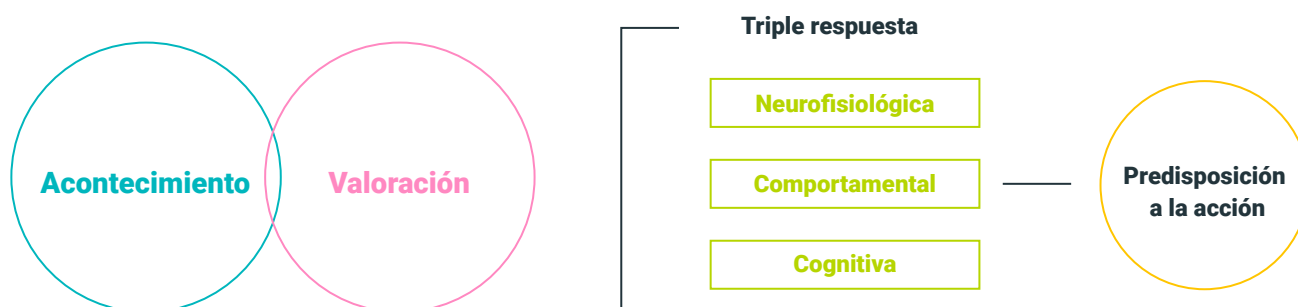 Acontecimiento
Valoración
Triple respuesta
Neurofisiológica
Comportamental
Cognitiva
Predisposición
a la acción